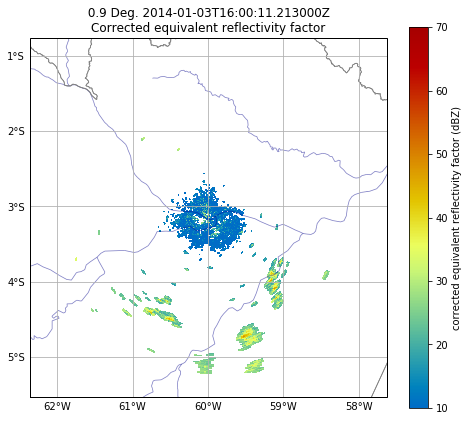 0.9 Deg. 2014-01-03T16:00:11.213000Z
Corrected equivalent reflectivity factor
1°S
2°S
3°S
4°S
5°S
62°W 61°W 60°W 59°W 58°W
70
60
50
40
30
20
10
corrected equivalent reflectivity factor (dBZ)